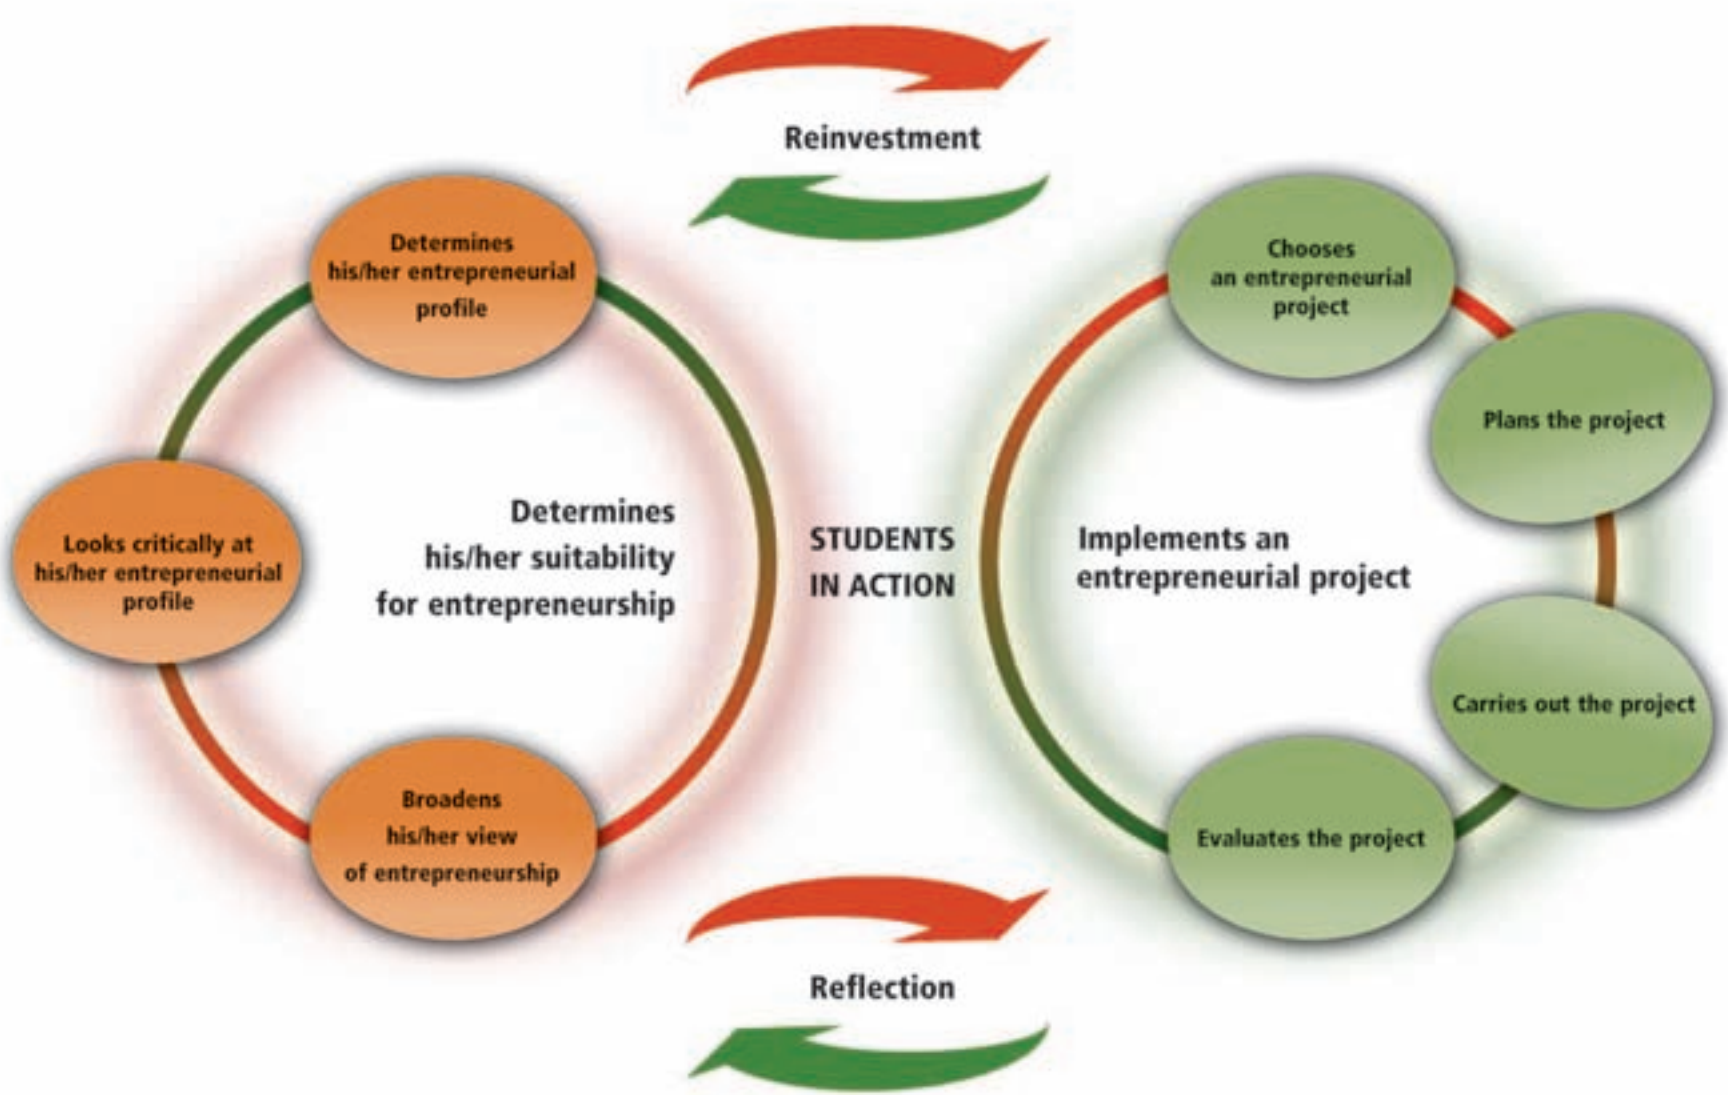 Reinvestment
Determines
his/her entrepreneurial
profile
Chooses
an entrepreneurial
project
Plans the project
Looks critically at
his/her entrepreneurial
profile
Determines
his/her suitability
for entrepreneurship
STUDENTS
IN ACTION
Implements an
entrepreneurial project
Carries out the project
Broadens
his/her view
of entrepreneurship
Evaluates the project
Reflection